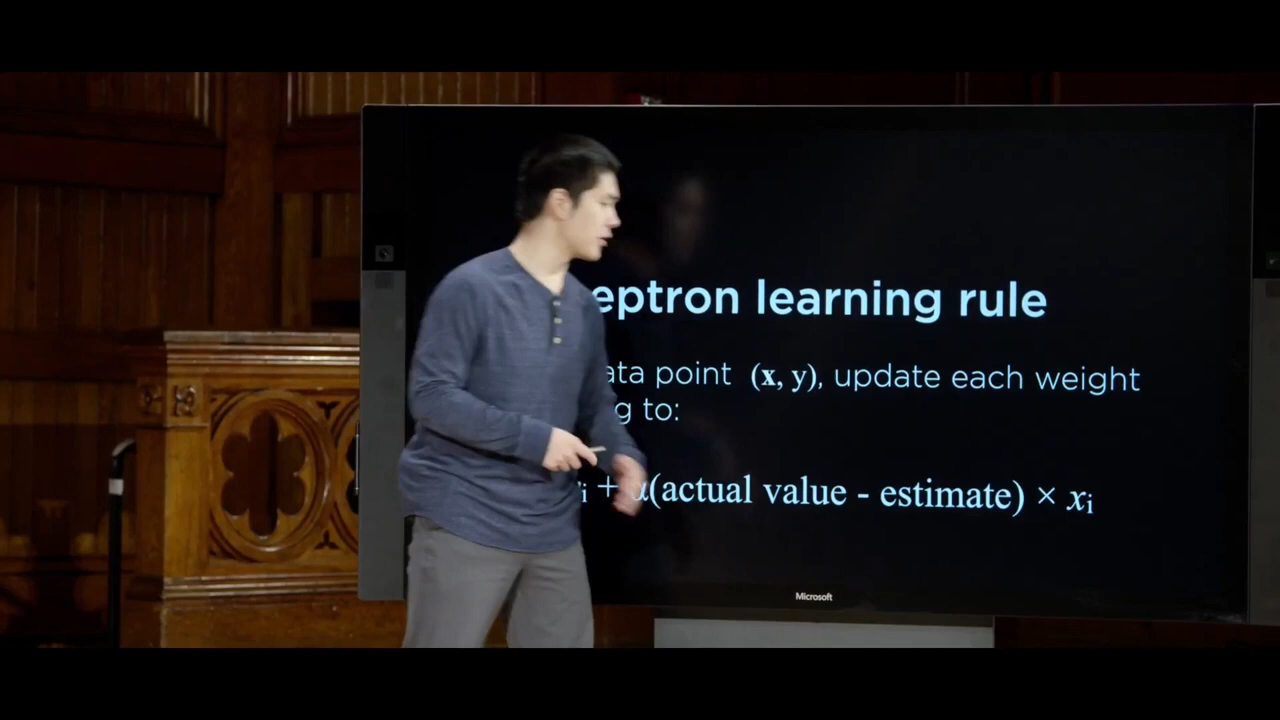 eptron learning rule
ata point (x, y), update each weight
g to:
i + α(actual value - estimate) × xi
Microsoft